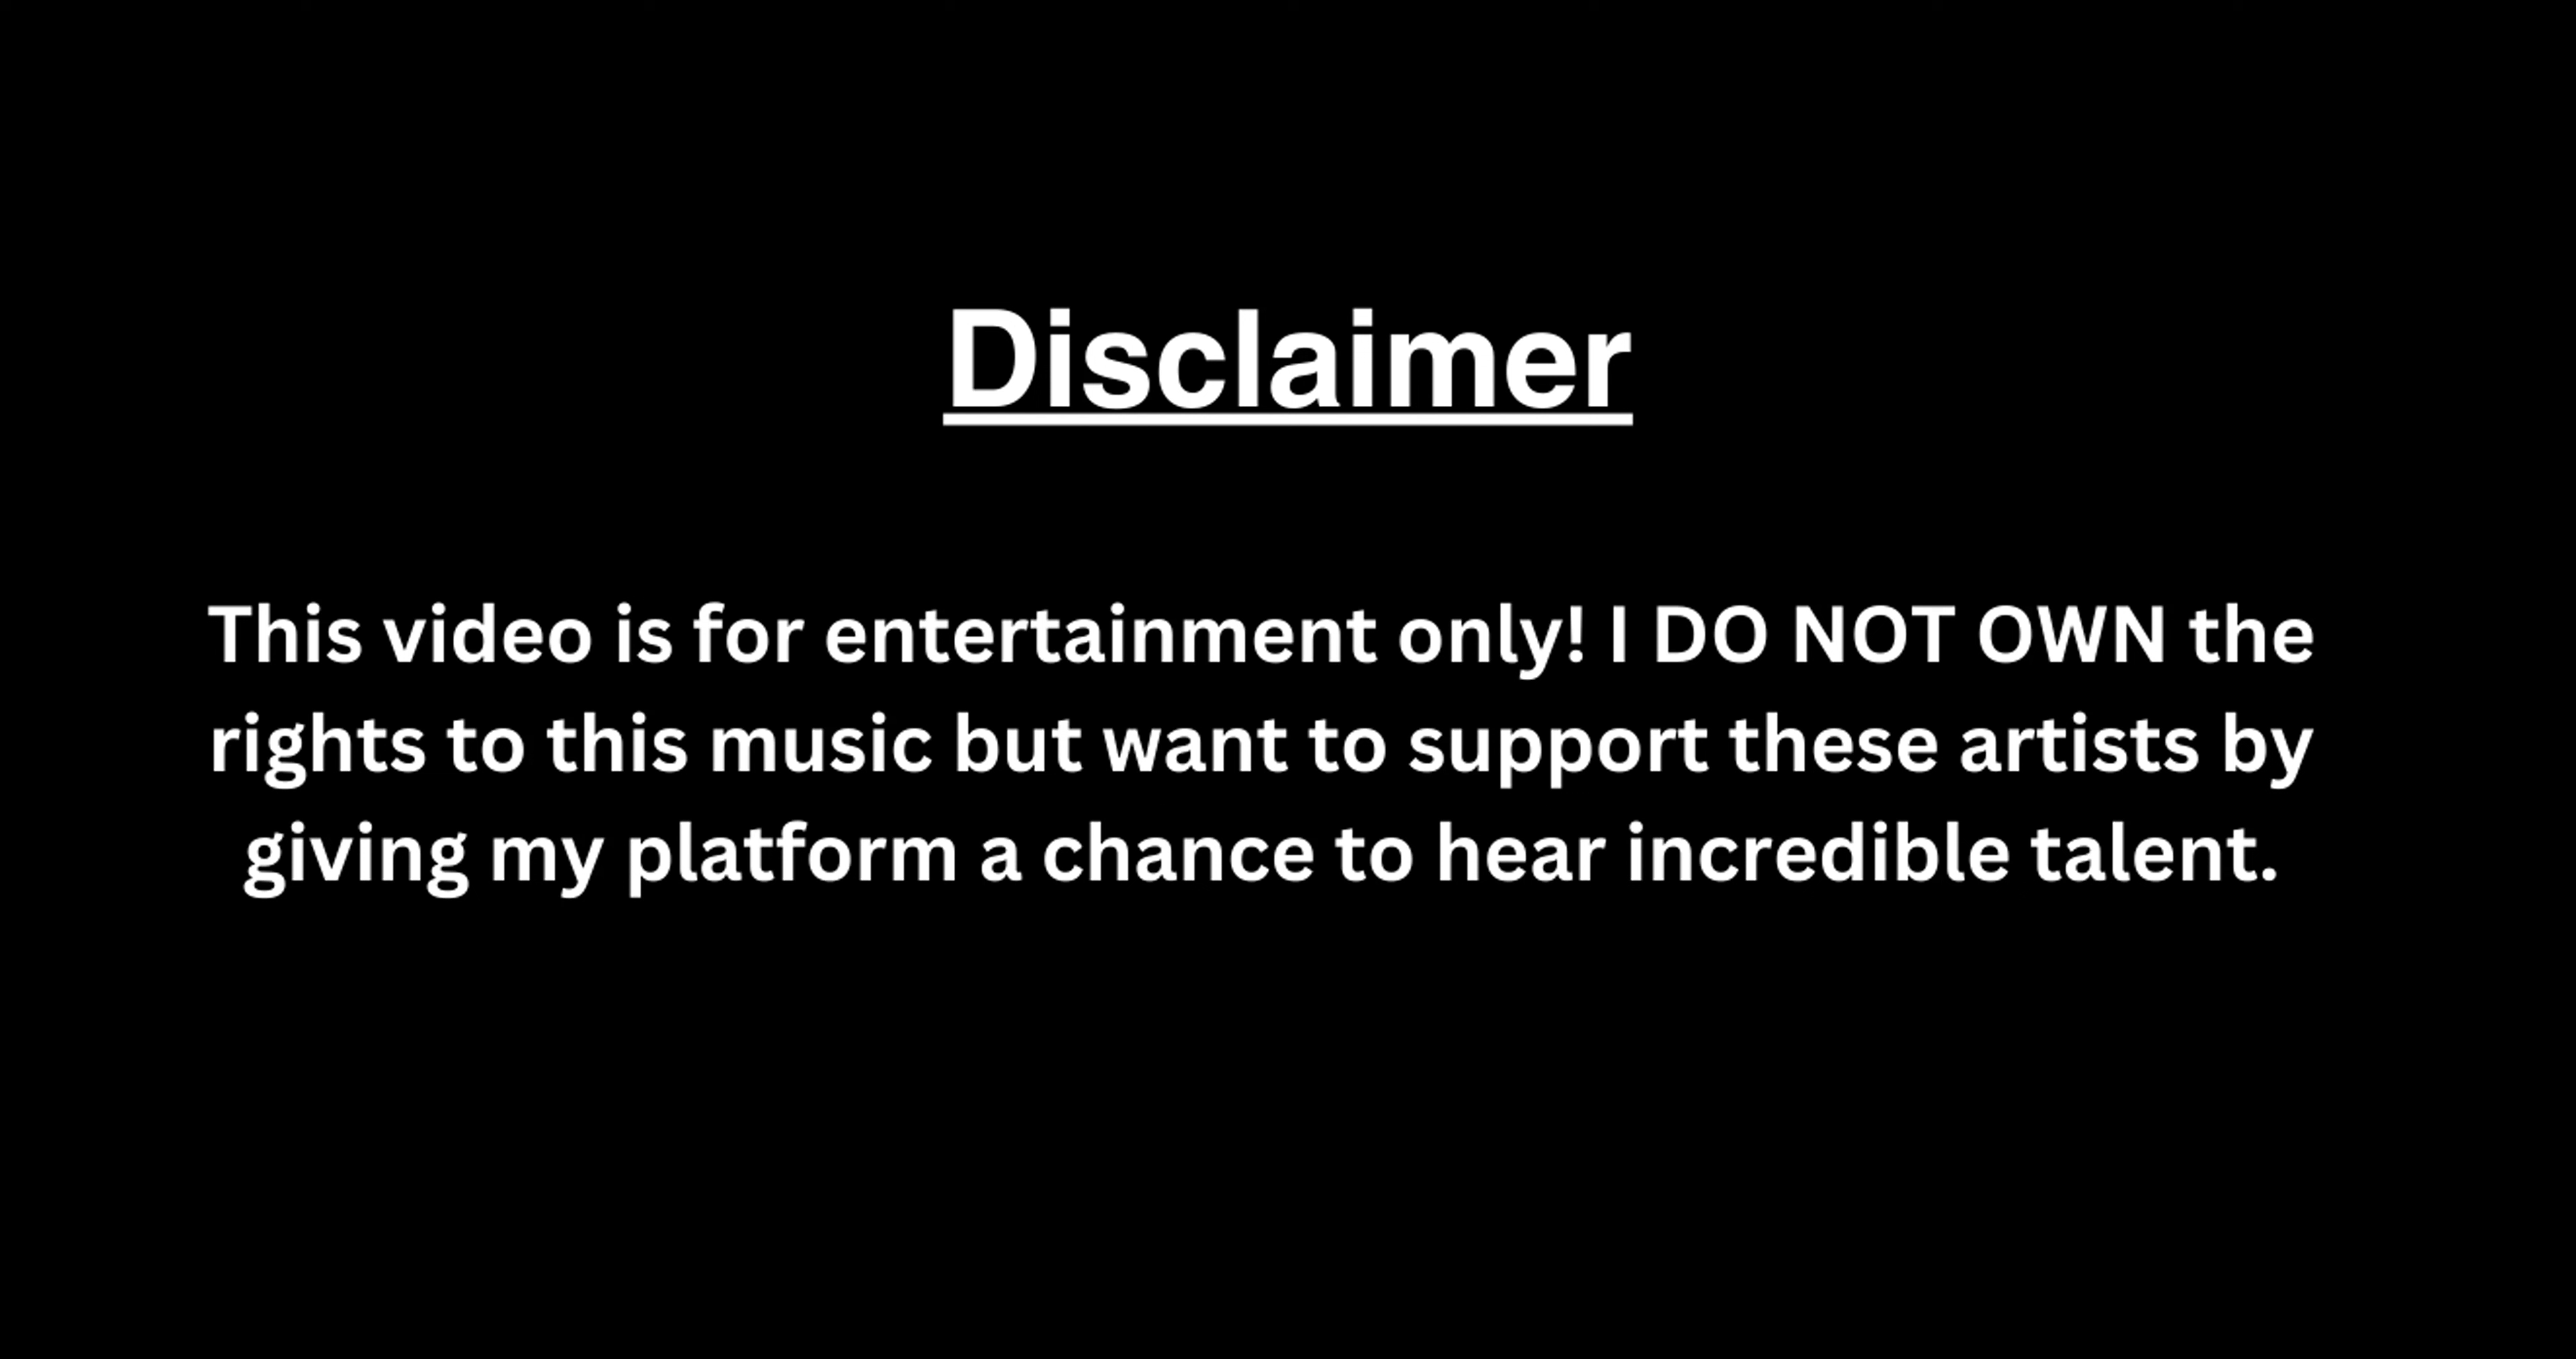 Disclaimer
This video is for entertainment only! I DO NOT OWN the
rights to this music but want to support these artists by
giving my platform a chance to hear incredible talent.